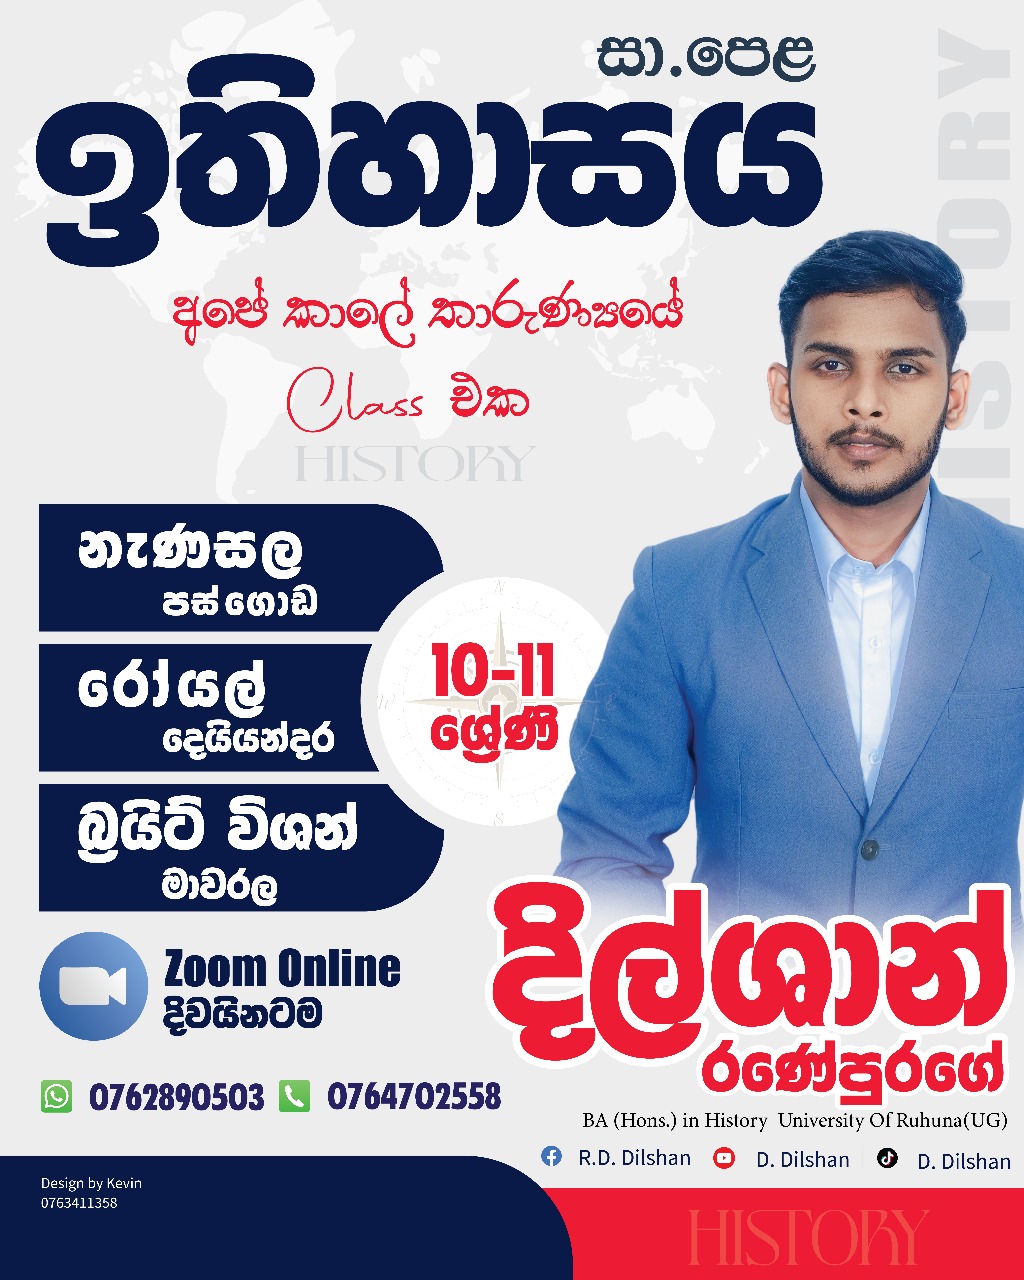 සා.පෙළ
ඉතිහාසය
අපේ කාලේ තාරුණ්‍යයේ
Class එක
HISTORY
HISTORY
නැණසල
පස්ගොඩ
රෝයල්
දෙයියන්දර
බ්‍රයිට් විශන්
මාවරල
10-11
ශ්‍රේණි
Zoom Online
දිවයිනටම
0762890503 0764702558
දිල්ශාන්
රණේපුරගේ
BA (Hons.) in History University Of Ruhuna(UG)
R.D. Dilshan D. Dilshan D. Dilshan
Design by Kevin
0763411358
HISTORY